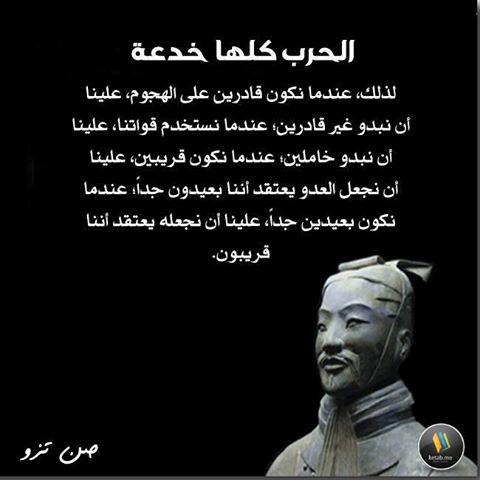 الحرب كلها خدعة
لذلك، عندما نكون قادرين على الهجوم، علينا
أن نبدو غير قادرين؛ عندما نستخدم قواتنا، علينا
أن نبدو خاملين؛ عندما نكون قريبين، علينا
أن نجعل العدو يعتقد أننا بعيدون جداً؛ عندما
نكون بعيدين جداً، علينا أن نجعله يعتقد أننا
قريبون.
صن تزو
ketab.me